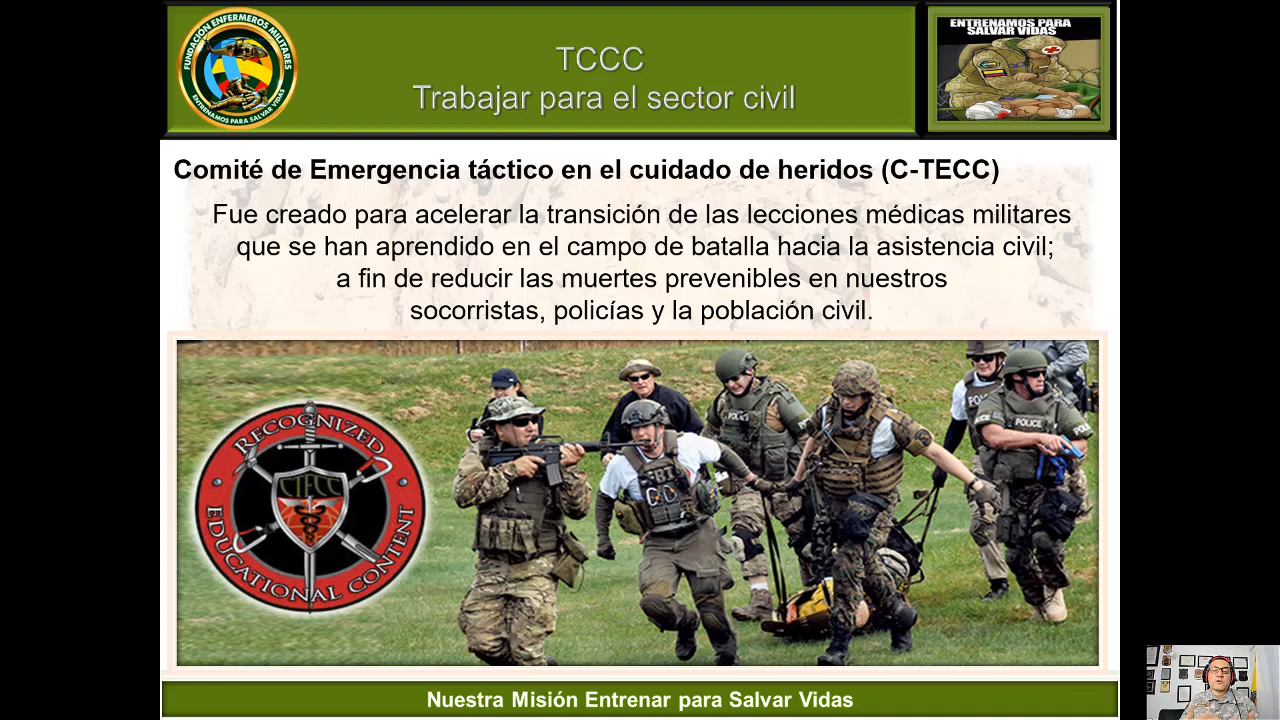 FUNDACIÓN ENFERMEROS MILITARES
ENTRENAMOS PARA SALVAR VIDAS
TCCC
Trabajar para el sector civil
ENTRENAMOS PARA
SALVAR VIDAS
Comité de Emergencia táctico en el cuidado de heridos (C-TECC)
Fue creado para acelerar la transición de las lecciones médicas militares
que se han aprendido en el campo de batalla hacia la asistencia civil;
a fin de reducir las muertes prevenibles en nuestros
socorristas, policías y la población civil.
RECOGNIZED
CTECC
EDUCATIONAL CONTENT
POLICE
Nuestra Misión Entrenar para Salvar Vidas